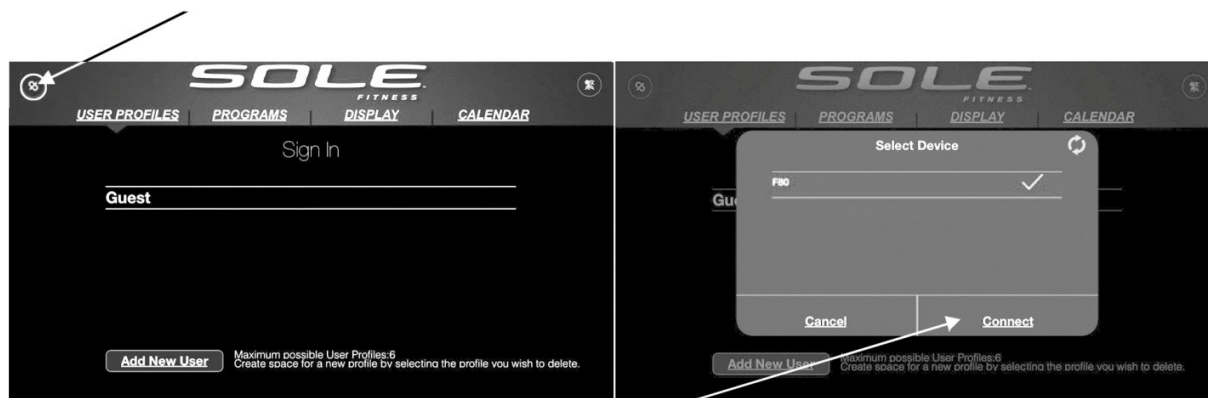 SOLE
FITNESS
USER PROFILES PROGRAMS DISPLAY CALENDAR
Sign In
Guest
Add New User
Maximum possible User Profiles:6
Create space for a new profile by selecting the profile you wish to delete.
SOLE
FITNESS
USER PROFILES PROGRAMS DISPLAY CALENDAR
Select Device
F80
Gu
Cancel Connect
Add New User
Maximum possible User Profiles:6
Create space for a new profile by selecting the profile you wish to delete.